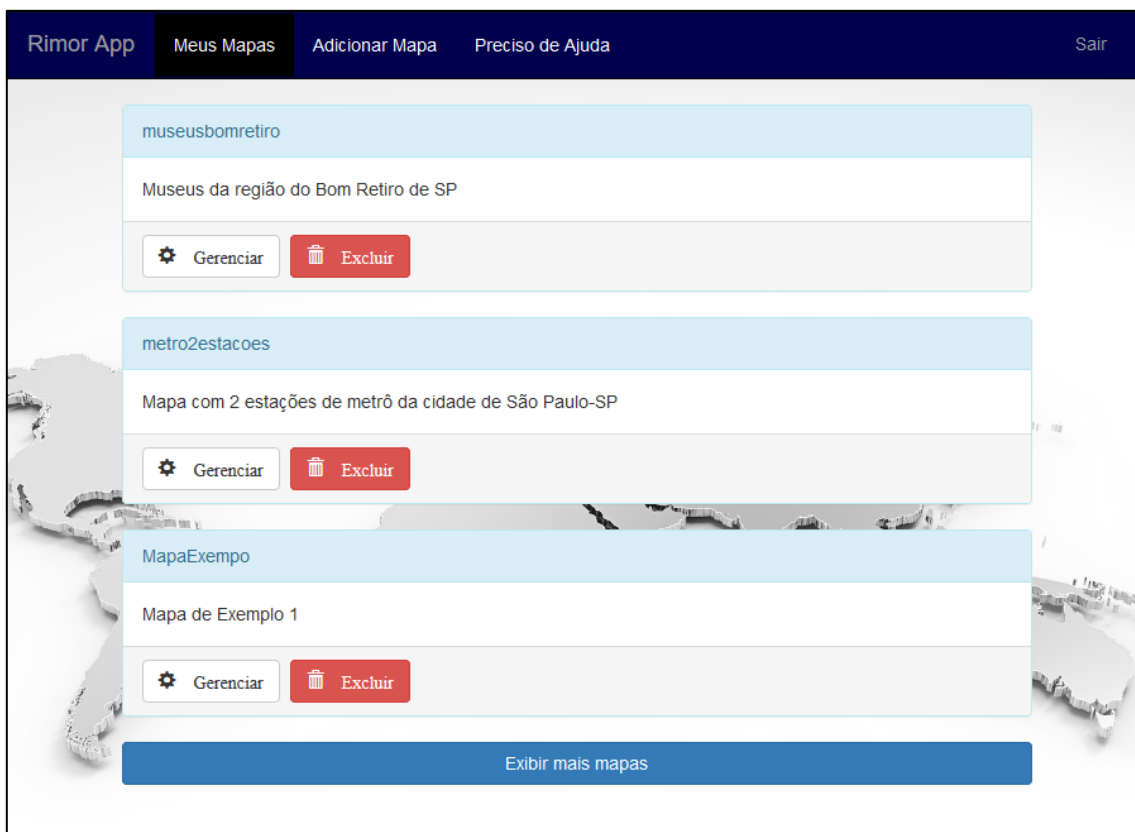 Rimor App Meus Mapas Adicionar Mapa Preciso de Ajuda Sair
museusbomretiro
Museus da região do Bom Retiro de SP
Gerenciar Excluir
metro2estacoes
Mapa com 2 estações de metrô da cidade de São Paulo-SP
Gerenciar Excluir
MapaExempo
Mapa de Exemplo 1
Gerenciar Excluir
Exibir mais mapas